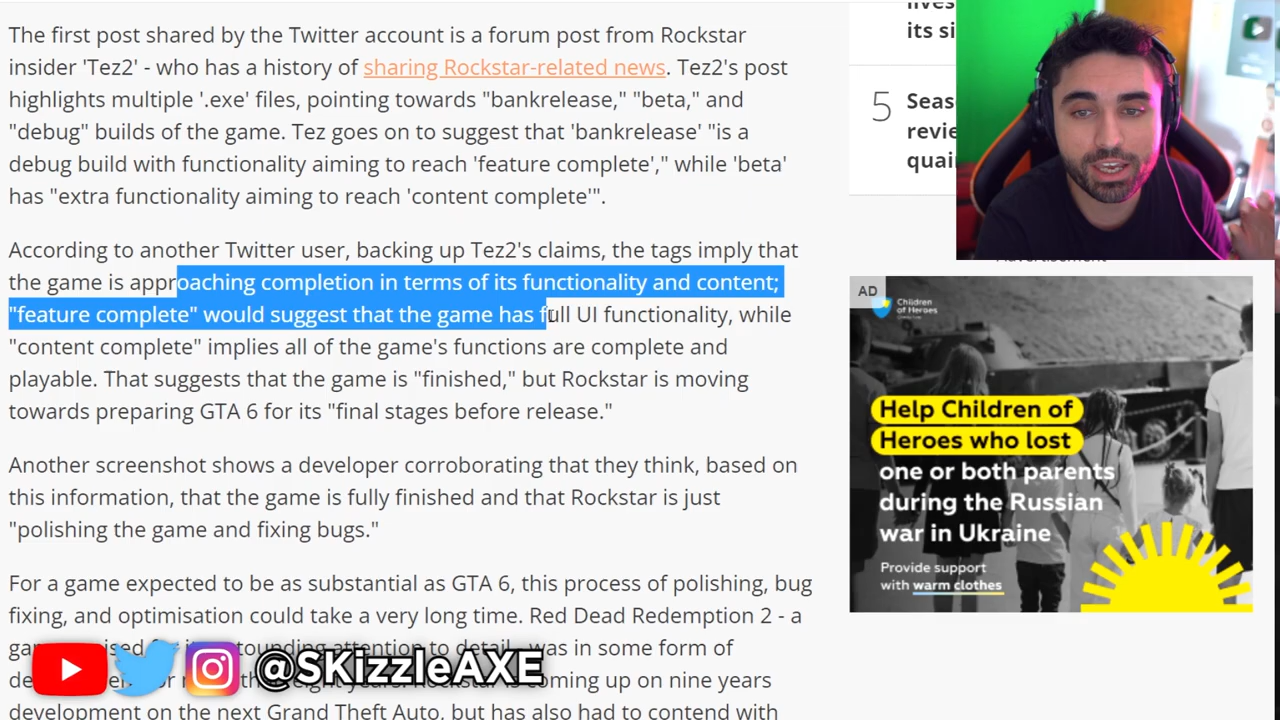 The first post shared by the Twitter account is a forum post from Rockstar
insider 'Tez2' - who has a history of sharing Rockstar-related news. Tez2's post
highlights multiple '.exe' files, pointing towards "bankrelease," "beta," and
"debug" builds of the game. Tez goes on to suggest that 'bankrelease' "is a
debug build with functionality aiming to reach 'feature complete'," while 'beta'
has "extra functionality aiming to reach 'content complete'".
According to another Twitter user, backing up Tez2's claims, the tags imply that
the game is approaching completion in terms of its functionality and content;
"feature complete" would suggest that the game has full UI functionality, while
"content complete" implies all of the game's functions are complete and
playable. That suggests that the game is "finished," but Rockstar is moving
towards preparing GTA 6 for its "final stages before release."
Another screenshot shows a developer corroborating that they think, based on
this information, that the game is fully finished and that Rockstar is just
"polishing the game and fixing bugs."
For a game expected to be as substantial as GTA 6, this process of polishing, bug
fixing, and optimisation could take a very long time. Red Dead Redemption 2 - a
attention to detail was in some form of
coming up on nine years
development on the next Grand Theft Auto, but has also had to contend with
@SKizzleAXE
its si
5
Seas
revie
quai
AD
Children
of Heroes
Help Children of
Heroes who lost
one or both parents
during the Russian
war in Ukraine
Provide support
with warm clothes